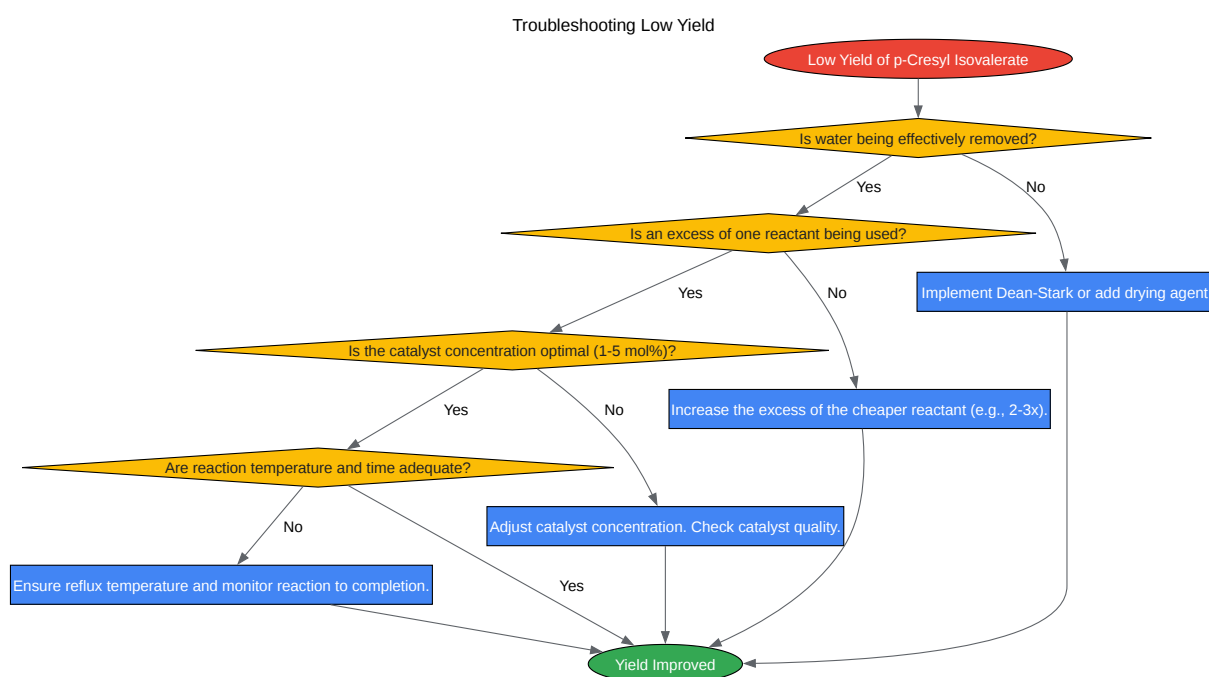 Troubleshooting Low Yield
Low Yield of p-Cresyl Isovalerate
Is water being effectively removed?
Yes
No
Is an excess of one reactant being used?
Implement Dean-Stark or add drying agent
Yes
No
Is the catalyst concentration optimal (1-5 mol%)?
Yes
No
Increase the excess of the cheaper reactant (e.g., 2-3x).
Are reaction temperature and time adequate?
No
Adjust catalyst concentration. Check catalyst quality.
Ensure reflux temperature and monitor reaction to completion.
Yes
Yield Improved